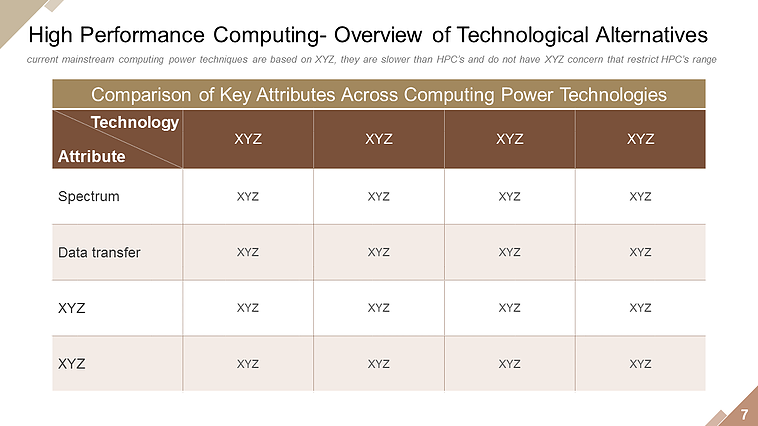 High Performance Computing- Overview of Technological Alternatives
current mainstream computing power techniques are based on XYZ, they are slower than HPC's and do not have XYZ concern that restrict HPC's range
Comparison of Key Attributes Across Computing Power Technologies
Technology
Attribute
XYZ XYZ XYZ XYZ
Spectrum XYZ XYZ XYZ XYZ
Data transfer XYZ XYZ XYZ XYZ
XYZ XYZ XYZ XYZ XYZ
XYZ XYZ XYZ XYZ XYZ
7